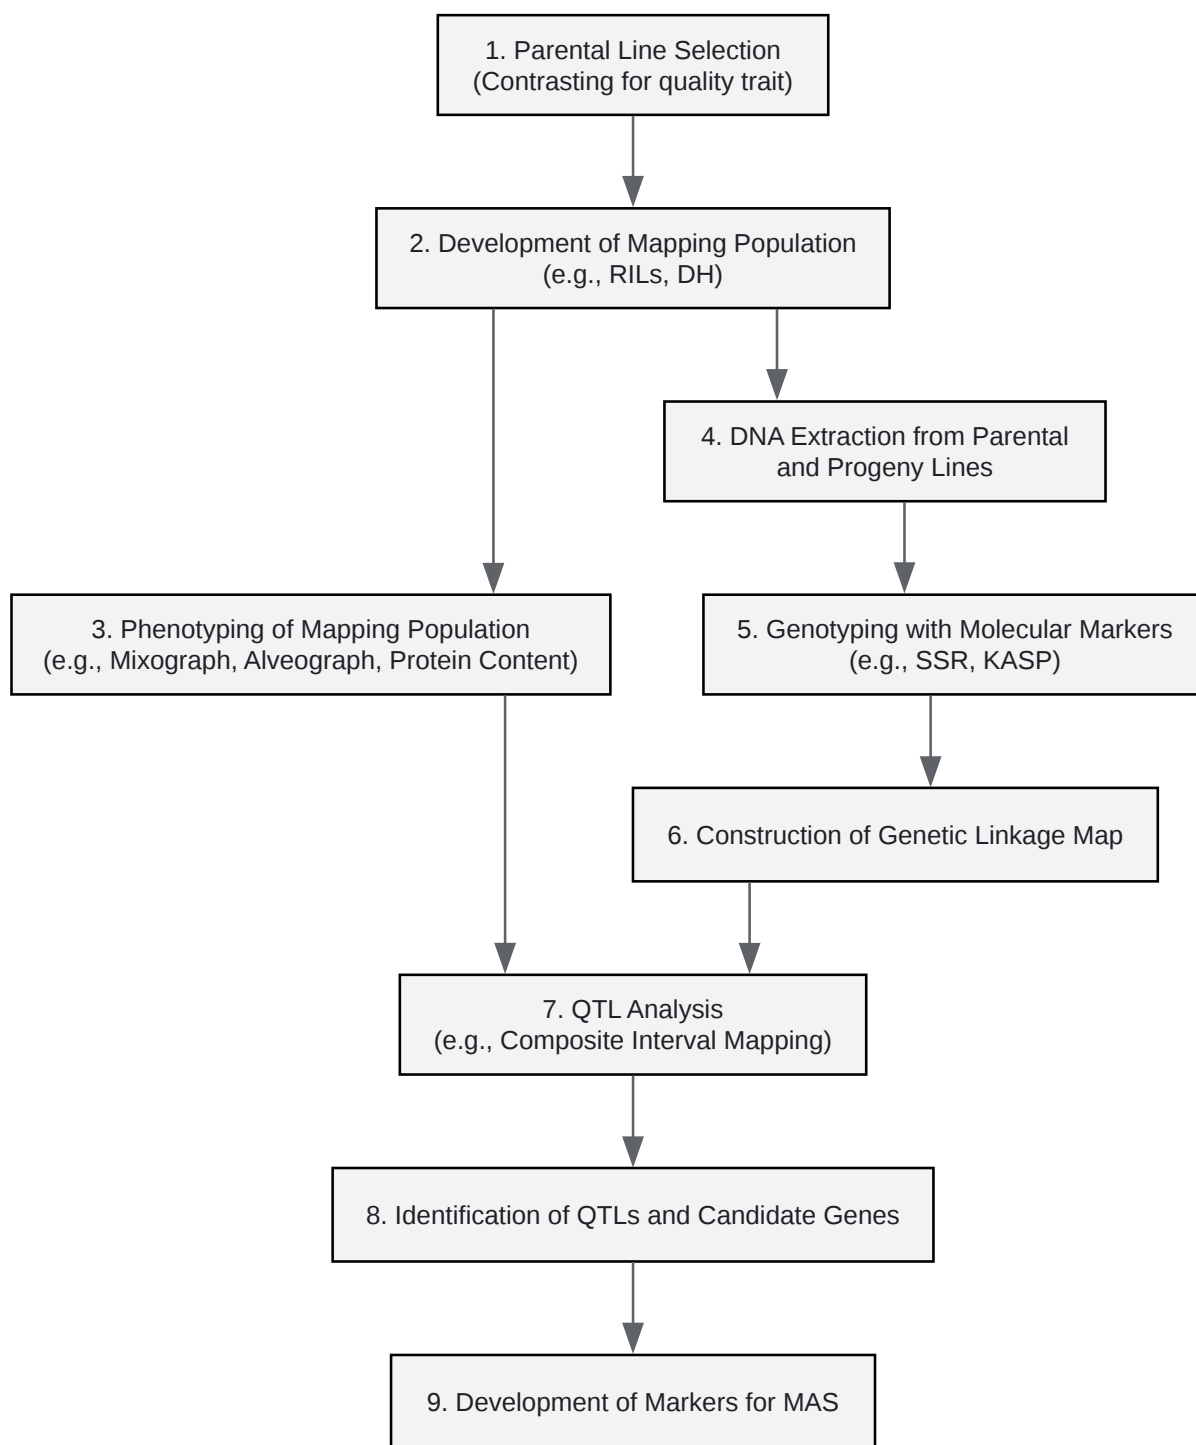 1. Parental Line Selection
(Contrasting for quality trait)
2. Development of Mapping Population
(e.g., RILs, DH)
4. DNA Extraction from Parental
and Progeny Lines
3. Phenotyping of Mapping Population
(e.g., Mixograph, Alveograph, Protein Content)
5. Genotyping with Molecular Markers
(e.g., SSR, KASP)
6. Construction of Genetic Linkage Map
7. QTL Analysis
(e.g., Composite Interval Mapping)
8. Identification of QTLs and Candidate Genes
9. Development of Markers for MAS